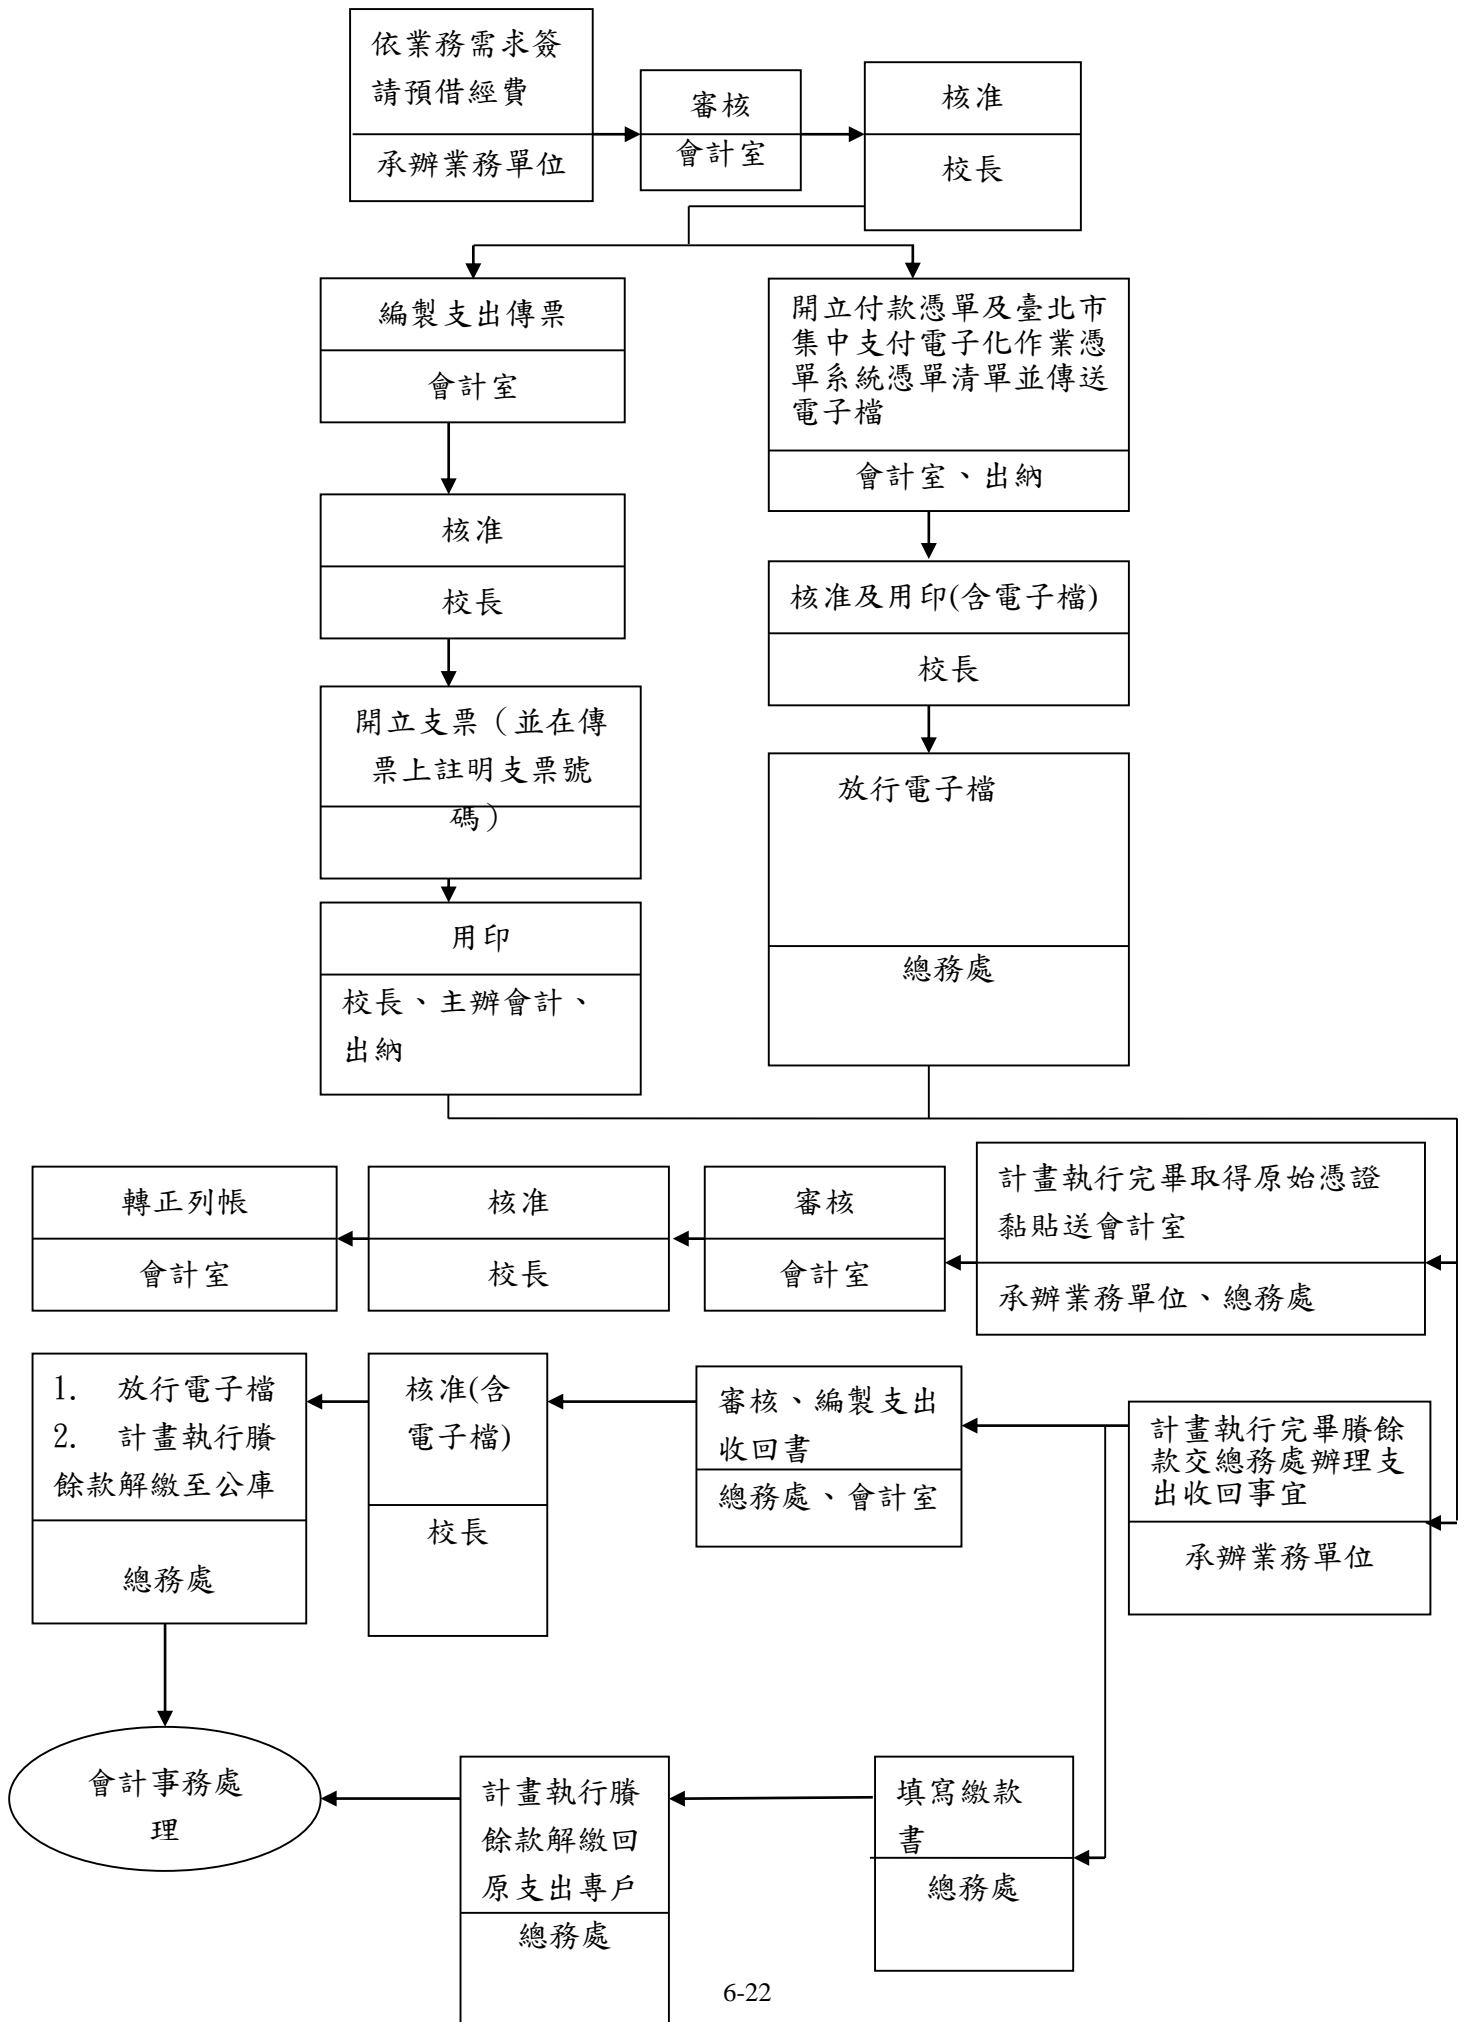 依業務需求簽
請預借經費
承辦業務單位
審核
會計室
核准
校長
編製支出傳票
會計室
開立付款憑單及臺北市
集中支付電子化作業憑
單系統憑單清單並傳送
電子檔
會計室、出納
核准
校長
核准及用印(含電子檔)
校長
開立支票（並在傳
票上註明支票號
碼）
放行電子檔
總務處
用印
校長、主辦會計、
出納
計畫執行完畢取得原始憑證
黏貼送會計室
承辦業務單位、總務處
審核
會計室
核准
校長
轉正列帳
會計室
計畫執行完畢賸餘
款交總務處辦理支
出收回事宜
承辦業務單位
審核、編製支出
收回書
總務處、會計室
核准(含
電子檔)
校長
1. 放行電子檔
2. 計畫執行賸
餘款解繳至公庫
總務處
填寫繳款
書
總務處
計畫執行賸
餘款解繳回
原支出專戶
總務處
會計事務處
理
6-22